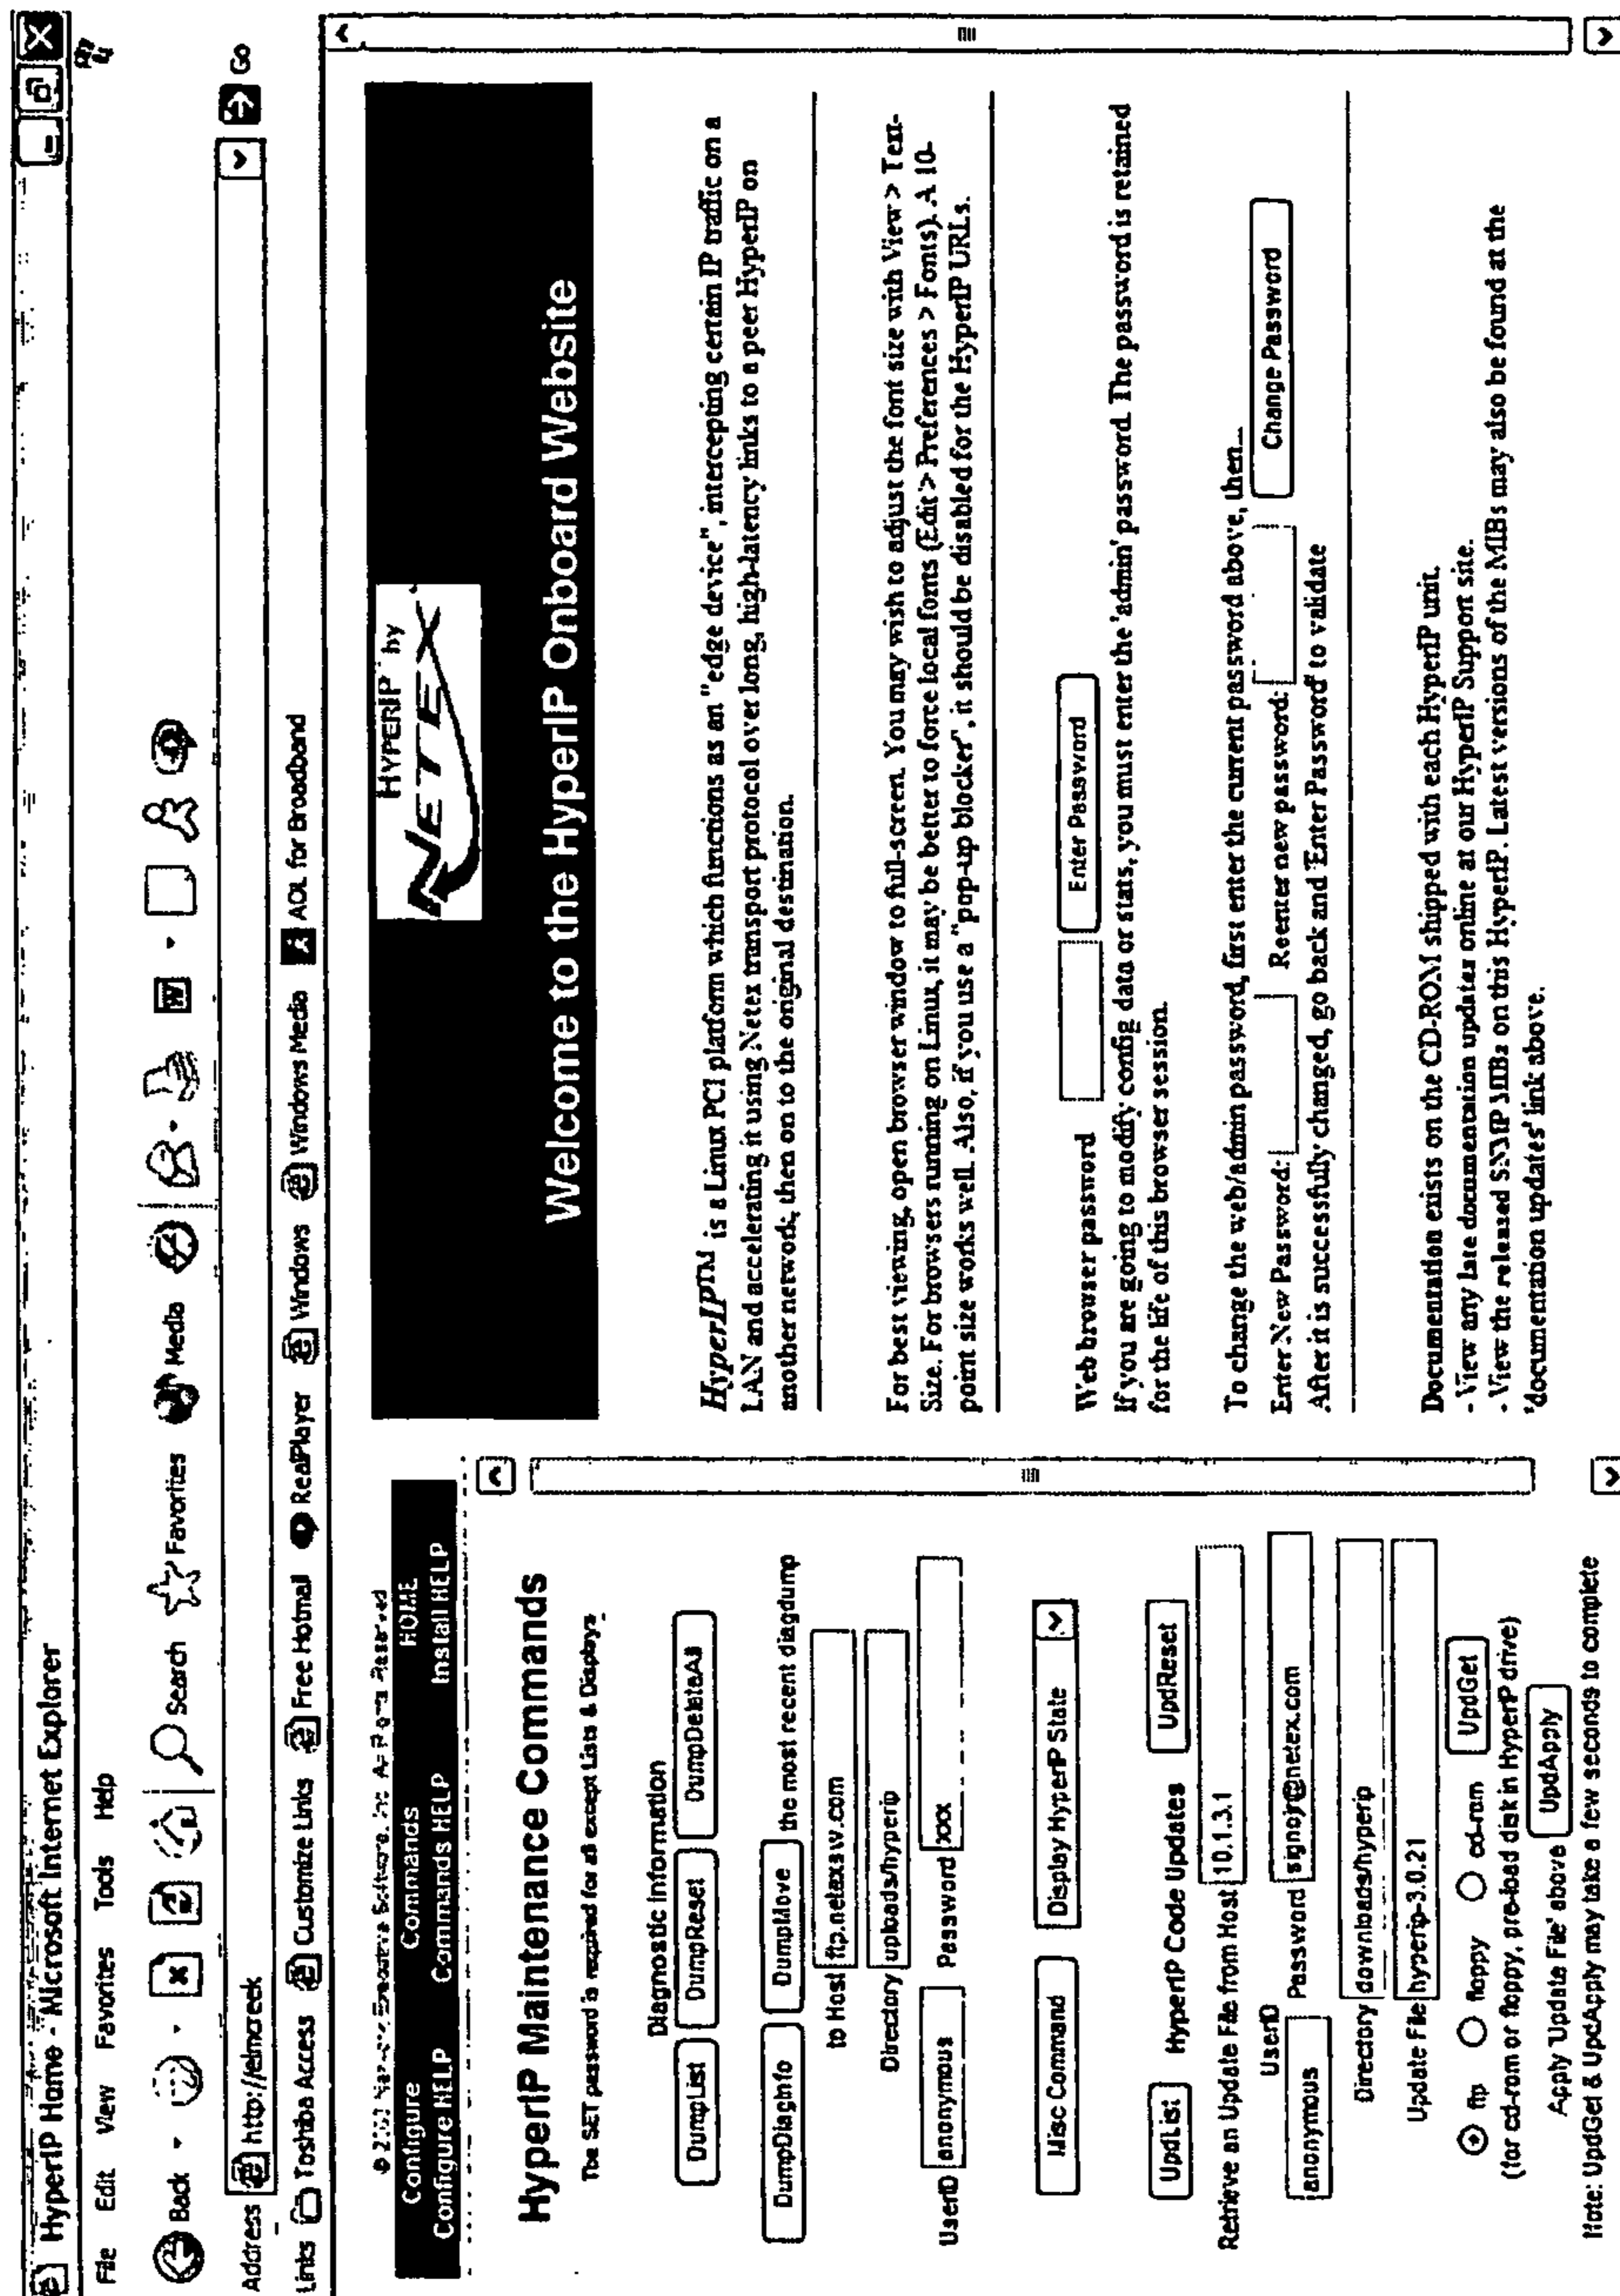 HyperIP Home - Microsoft Internet Explorer
File Edit View Favorites Tools Help
Back Search Favorites Media
Address http://elmcreek Go
Links Toshiba Access Customize Links Free Hotmail RealPlayer Windows Windows Media AOL for Broadband
Configure Commands HOME
Configure HELP Commands HELP Install HELP
HyperIP Maintenance Commands
The SET password is required for all except Lists & Displays
Diagnostic Information
DumpList DumpReset DumpDeleteAll
DumpDiagInfo DumpMove the most recent diagdump
to Host ftp.netexsw.com
Directory uploads/hyperip
UserID anonymous Password xxx
Misc Command Display HyperIP State
UpdList HyperIP Code Updates UpdReset
Retrieve an Update File from Host 10.1.3.1
UserID
anonymous Password signojr@netex.com
Directory downloads/hyperip
Update File hyperip-3.0.21
ftp floppy cd-rom UpdGet
(for cd-rom or floppy, pre-load disk in HyperIP drive)
Apply 'Update File' above UpdApply
Note: UpdGet & UpdApply may take a few seconds to complete
HYPERIP by
NETEX
Welcome to the HyperIP Onboard Website
HyperIP™ is a Linux PCI platform which functions as an "edge device", intercepting certain IP traffic on a
LAN and accelerating it using Netex transport protocol over long, high-latency links to a peer HyperIP on
another network, then on to the original destination.
For best viewing, open browser window to full-screen. You may wish to adjust the font size with View > Text-
Size. For browsers running on Linux, it may be better to force local fonts (Edit > Preferences > Fonts). A 10-
point size works well. Also, if you use a "pop-up blocker", it should be disabled for the HyperIP URLs.
Web browser password Enter Password
If you are going to modify config data or stats, you must enter the 'admin' password. The password is retained
for the life of this browser session.
To change the web/admin password, first enter the current password above, then...
Enter New Password: Reenter new password: Change Password
After it is successfully changed, go back and 'Enter Password' to validate
Documentation exists on the CD-ROM shipped with each HyperIP unit.
- View any late documentation updates online at our HyperIP Support site.
- View the released SNMP MIBs on this HyperIP. Latest versions of the MIBs may also be found at the
'documentation updates' link above.